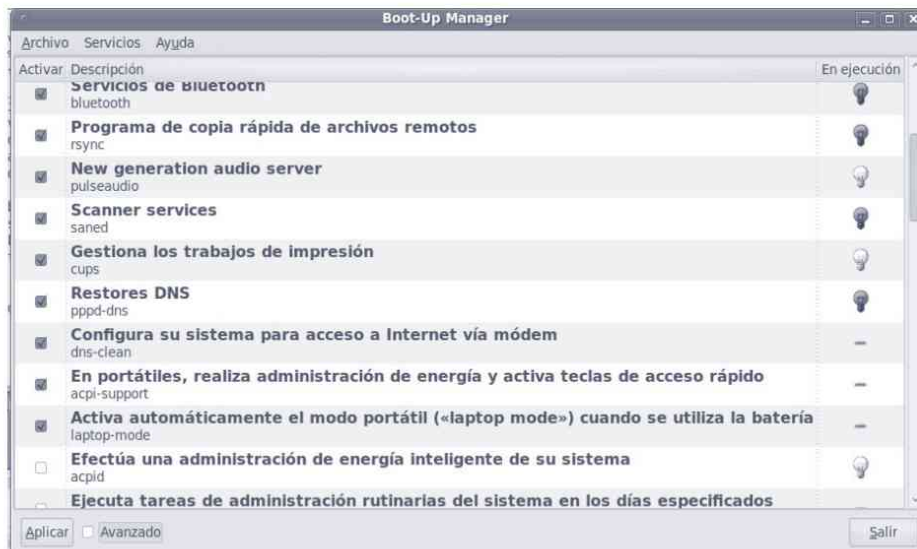 Boot-Up Manager
Archivo Servicios Ayuda
Activar Descripción En ejecución
Servicios de Bluetooth
bluetooth
Programa de copia rápida de archivos remotos
rsync
New generation audio server
pulseaudio
Scanner services
saned
Gestiona los trabajos de impresión
cups
Restores DNS
pppd-dns
Configura su sistema para acceso a Internet vía módem
dns-clean
En portátiles, realiza administración de energía y activa teclas de acceso rápido
acpi-support
Activa automáticamente el modo portátil («laptop mode») cuando se utiliza la batería
laptop-mode
Efectúa una administración de energía inteligente de su sistema
acpid
Ejecuta tareas de administración rutinarias del sistema en los días especificados
Aplicar Avanzado Salir